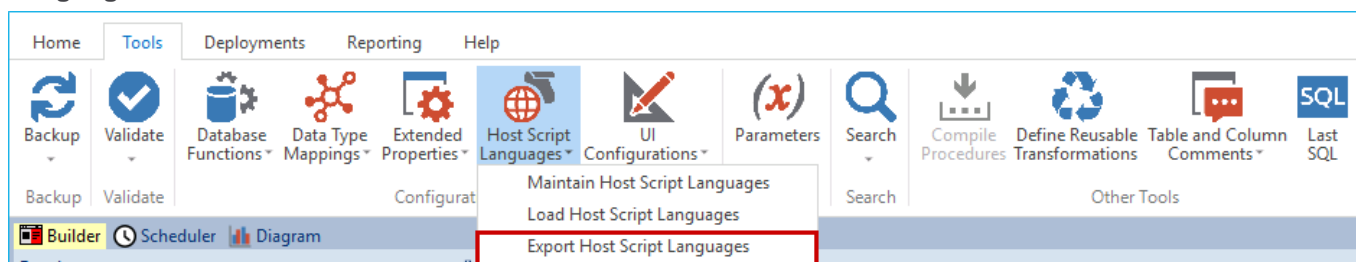 Home Tools Deployments Reporting Help
SQL
Backup Validate Database Data Type Extended Host Script UI Parameters Search Compile Define Reusable Table and Column Last
Functions Mappings Properties Languages Configurations Procedures Transformations Comments SQL
Maintain Host Script Languages
Backup Validate Configurat Search Other Tools
Load Host Script Languages
Builder Scheduler Diagram
Export Host Script Languages